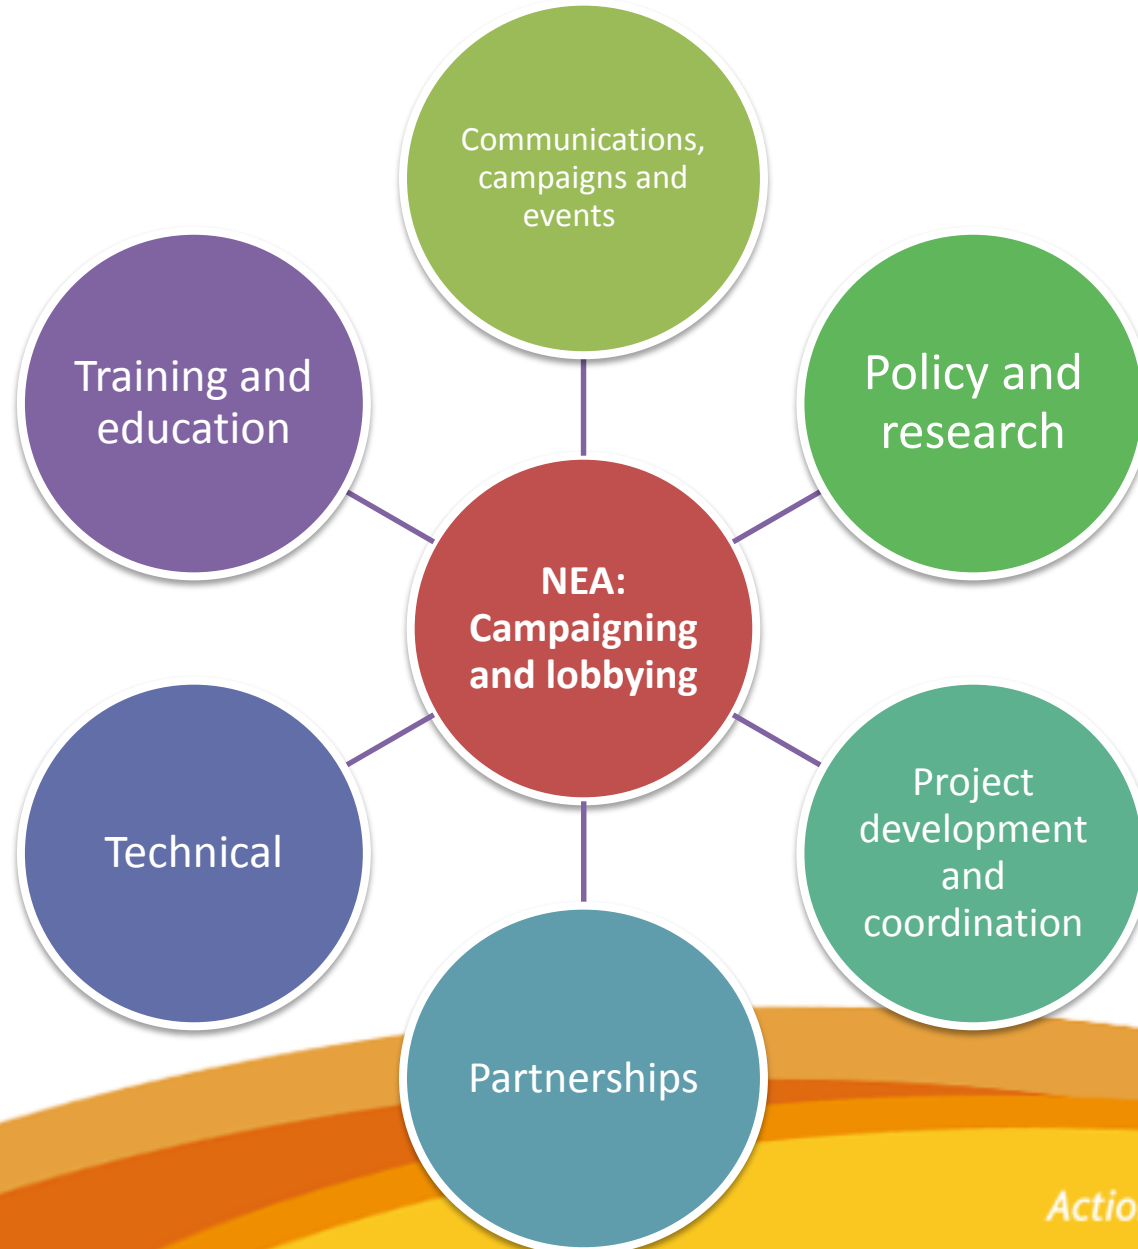 Communications,
campaigns and
events
Training and
education
Policy and
research
NEA:
Campaigning
and lobbying
Technical
Project
development
and
coordination
Partnerships
Actio